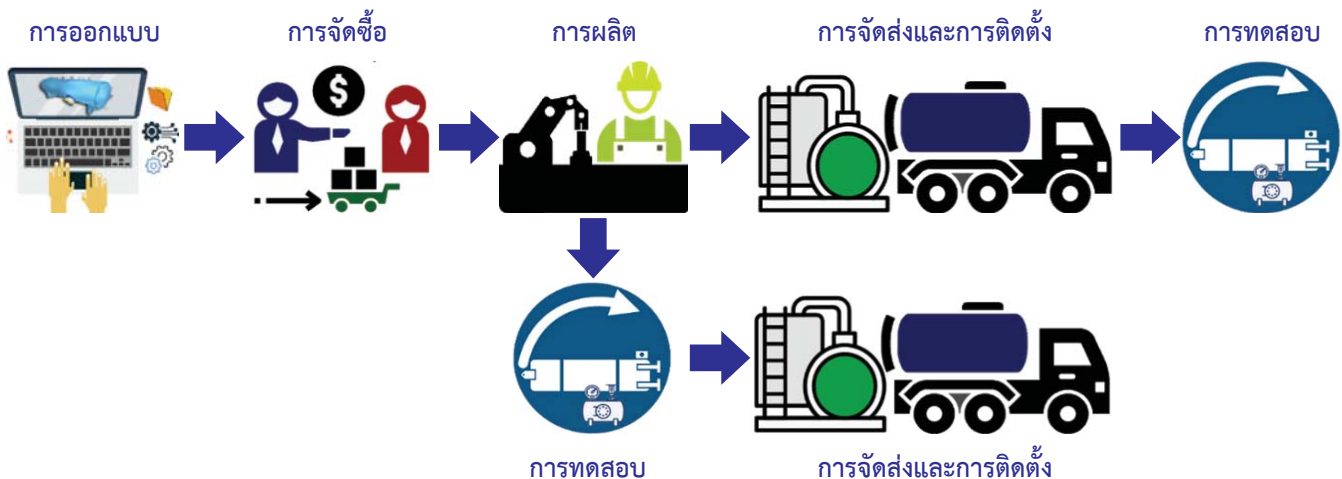 การออกแบบ
การจัดซื้อ
การผลิต
การจัดส่งและการติดตั้ง
การทดสอบ
$
การทดสอบ
การจัดส่งและการติดตั้ง